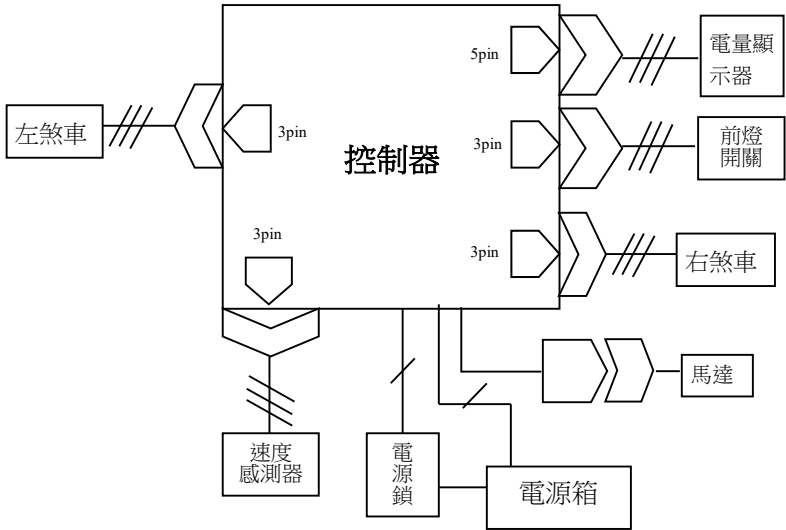 5pin
電量顯
示器
左煞車
3pin
控制器
3pin
前燈
開關
3pin
3pin
右煞車
馬達
速度
感測器
電
源
鎖
電源箱